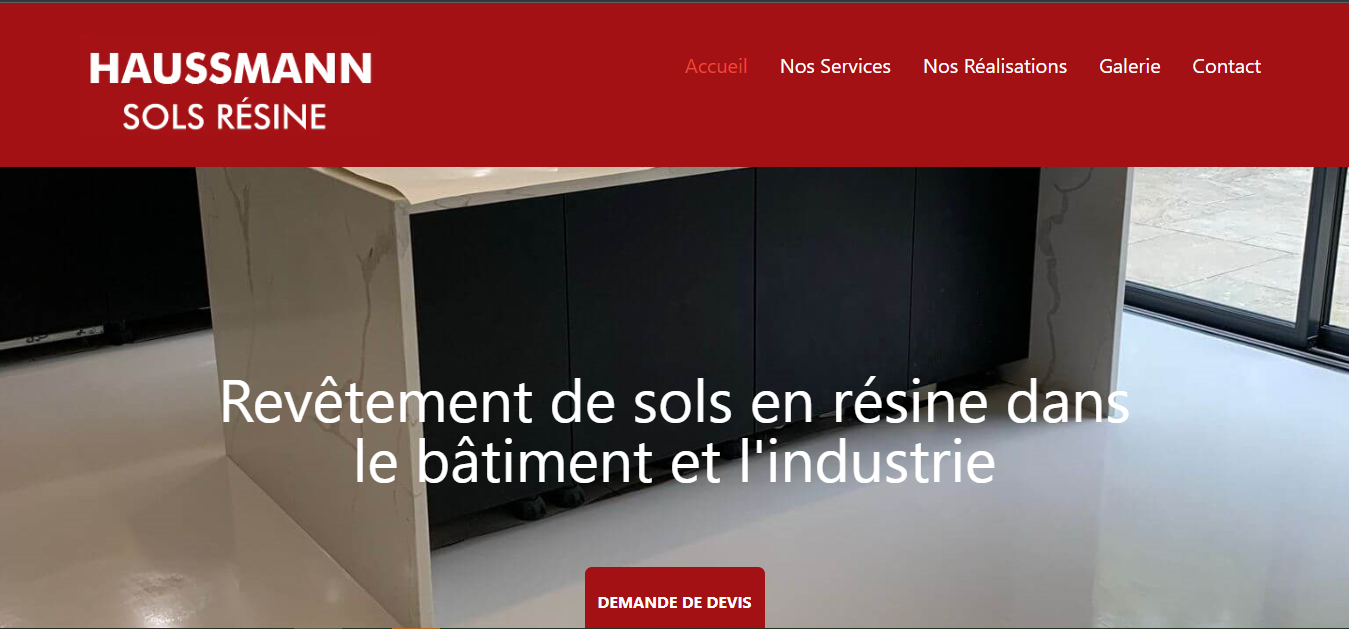 HAUSSMANN
SOLS RÉSINE
Accueil
Nos Services
Nos Réalisations
Galerie
Contact
Revêtement de sols en résine dans
le bâtiment et l'industrie
DEMANDE DE DEVIS